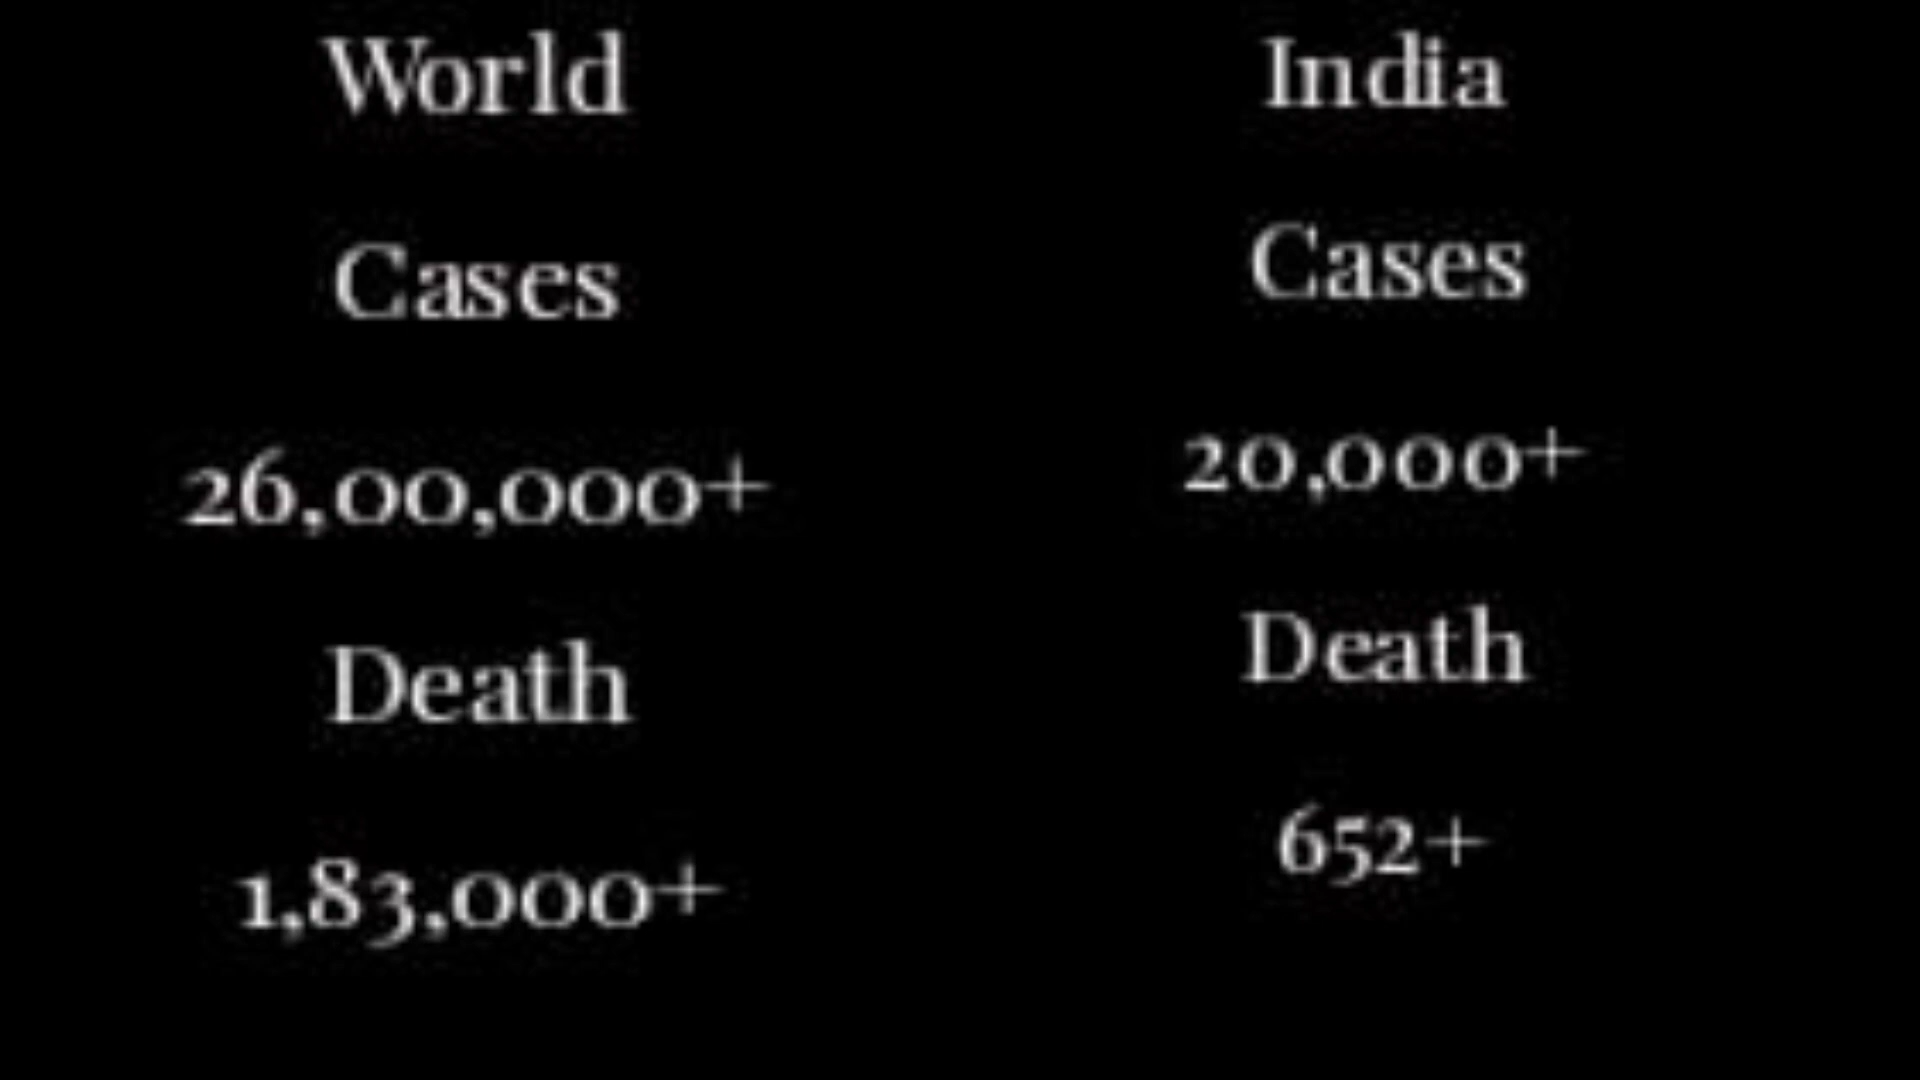 World
Cases
26,00,000+
Death
1,83,000+
India
Cases
20,000+
Death
652+